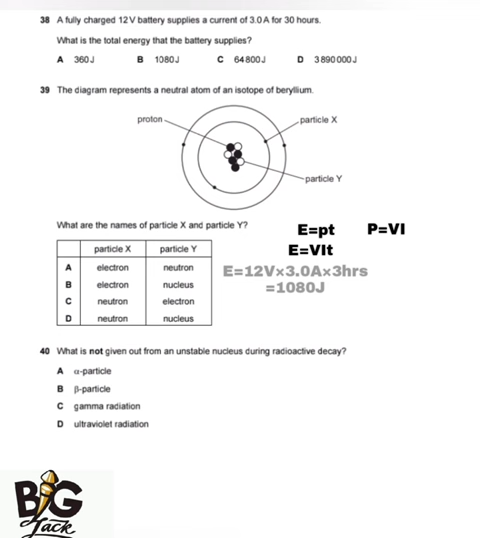 38 A fully charged 12V battery supplies a current of 3.0A for 30 hours.
What is the total energy that the battery supplies?
A 360J B 1080J C 64800J D 3890000J
39 The diagram represents a neutral atom of an isotope of beryllium.
proton
particle X
particle Y
What are the names of particle X and particle Y?
E=pt P=VI
E=VIt
E=12V×3.0A×3hrs
=1080J
particle X particle Y
A electron neutron
B electron nucleus
C neutron electron
D neutron nucleus
40 What is not given out from an unstable nucleus during radioactive decay?
A α-particle
B β-particle
C gamma radiation
D ultraviolet radiation
BIG
Jack